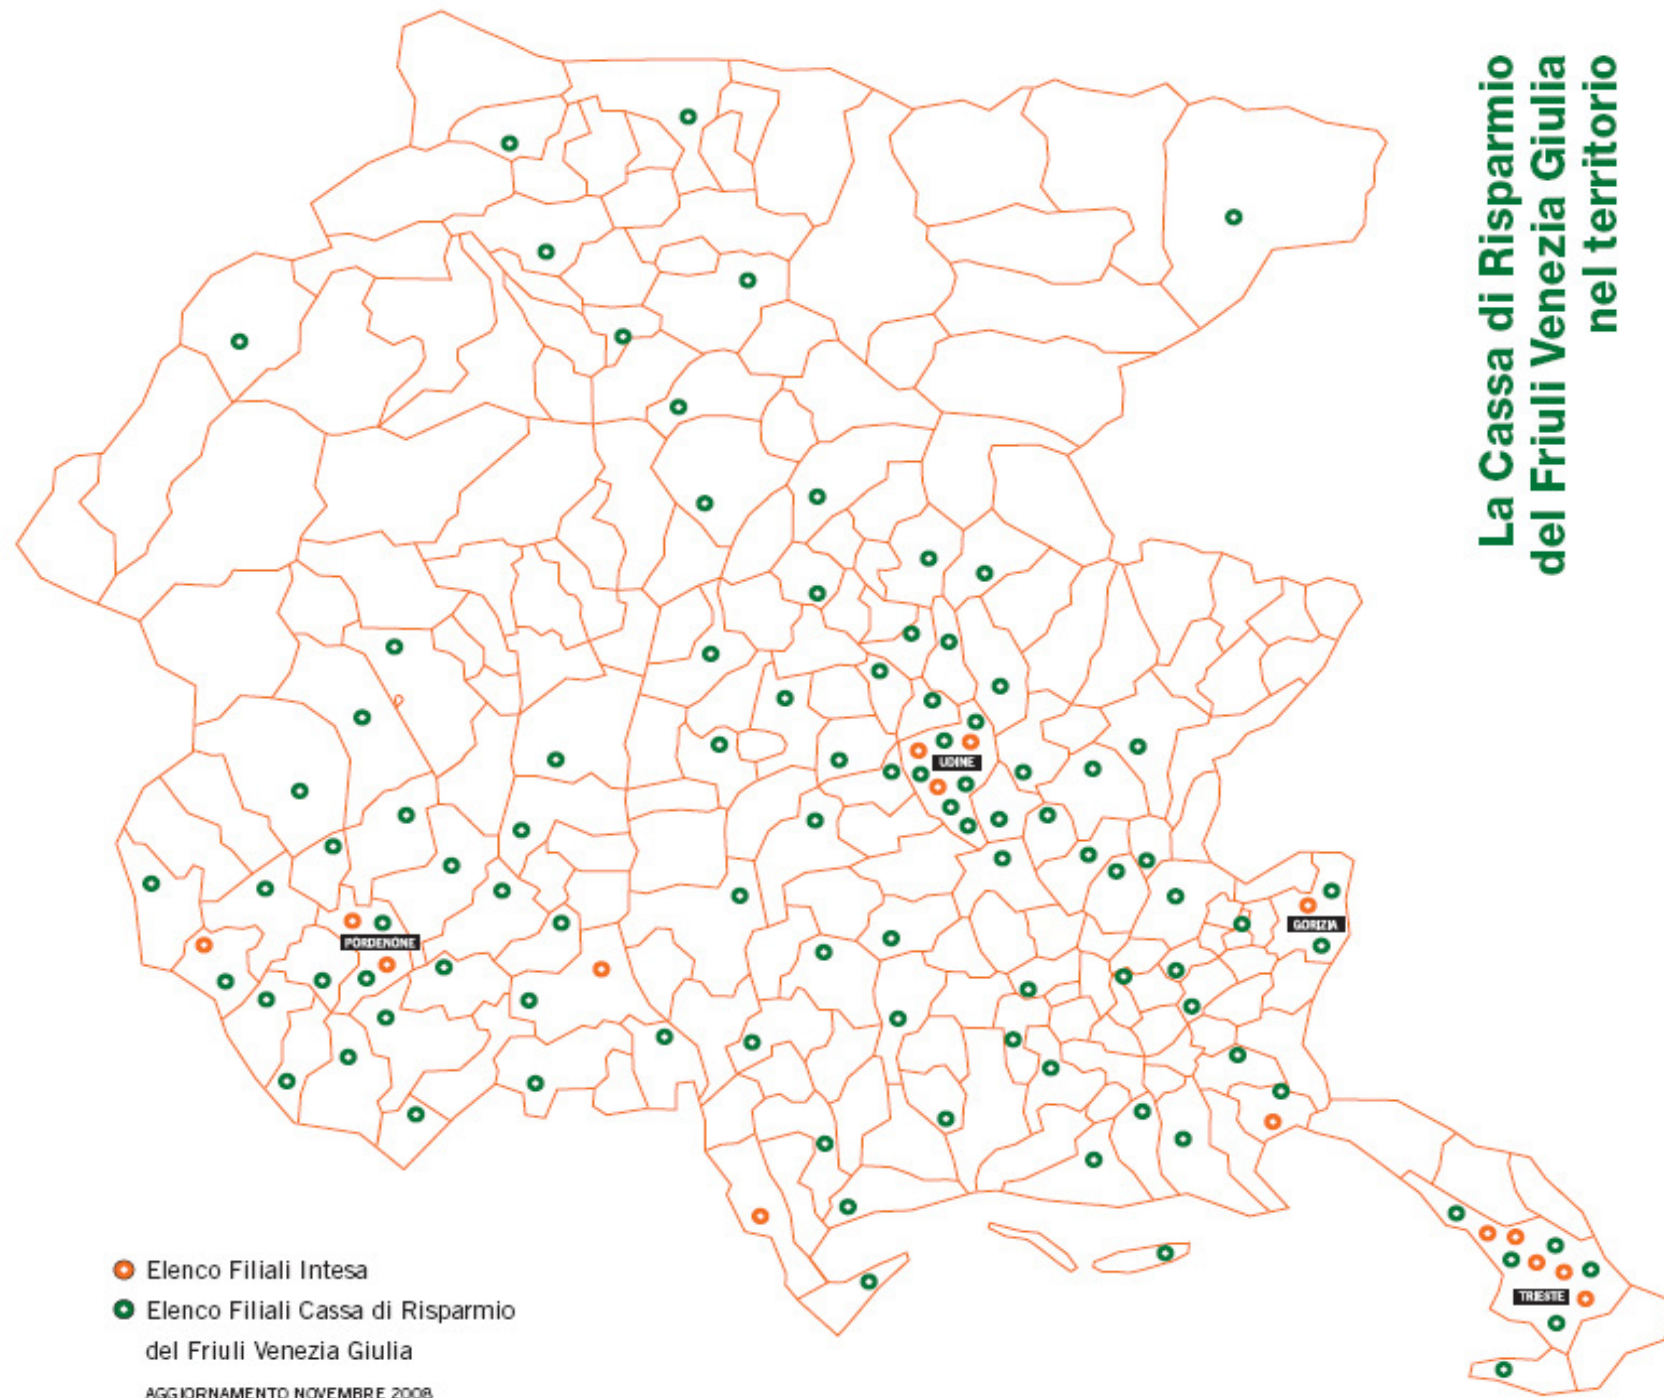 La Cassa di Risparmio
del Friuli Venezia Giulia
nel territorio
UDINE
PORDENONE
GORIZIA
TRIESTE
Elenco Filiali Intesa
Elenco Filiali Cassa di Risparmio
del Friuli Venezia Giulia
AGGIORNAMENTO NOVEMBRE 2008